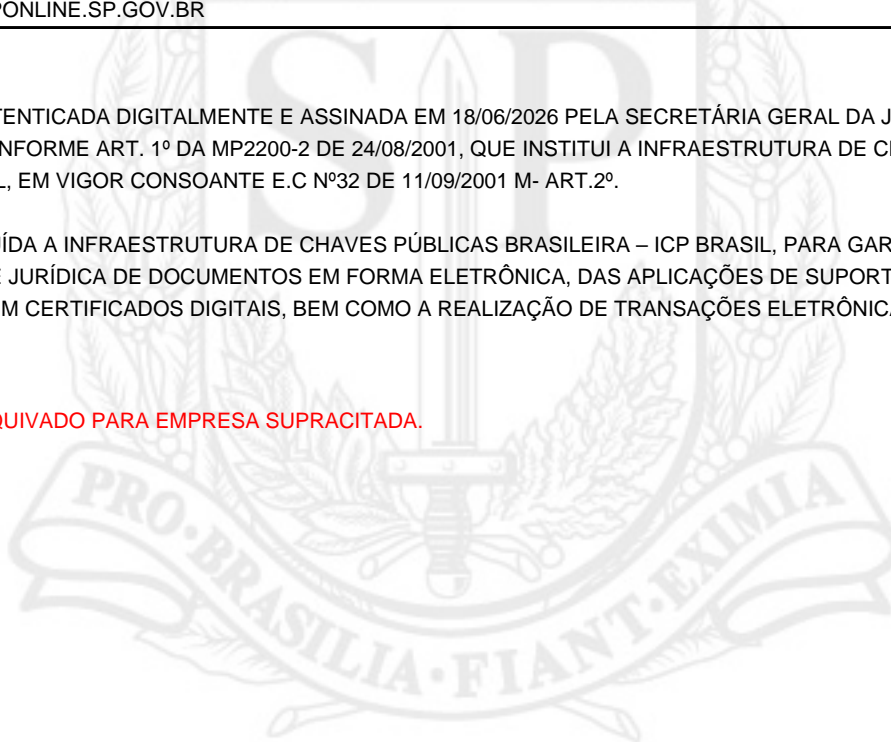 PONLINE.SP.GOV.BR
TENTICADA DIGITALMENTE E ASSINADA EM 18/06/2026 PELA SECRETÁRIA GERAL DA J
NFORME ART. 1º DA MP2200-2 DE 24/08/2001, QUE INSTITUI A INFRAESTRUTURA DE C
L, EM VIGOR CONSOANTE E.C Nº32 DE 11/09/2001 M- ART.2º.
ÍDA A INFRAESTRUTURA DE CHAVES PÚBLICAS BRASILEIRA – ICP BRASIL, PARA GAR
E JURÍDICA DE DOCUMENTOS EM FORMA ELETRÔNICA, DAS APLICAÇÕES DE SUPORT
M CERTIFICADOS DIGITAIS, BEM COMO A REALIZAÇÃO DE TRANSAÇÕES ELETRÔNICA
QUIVADO PARA EMPRESA SUPRACITADA.
SP
PRO·BRASILIA·FIANT·EXIMIA